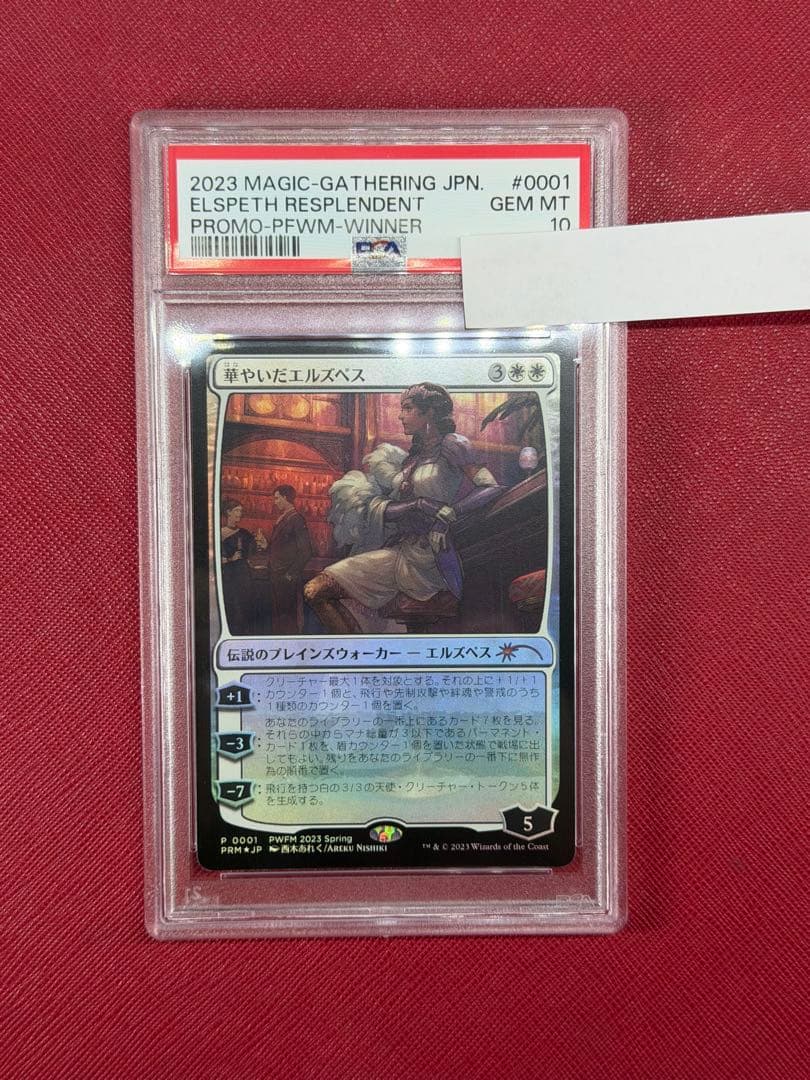 2023 MAGIC-GATHERING JPN. #0001
ELSPETH RESPLENDENT GEM MT
PROMO-PFWM-WINNER 10
PSA
はな
華やいだエルズペス 3
伝説のプレインズウォーカー ― エルズペス
+1 : クリーチャー最大1体を対象とする。それの上に+1/+1
カウンター1個と、飛行や先制攻撃や絆魂や警戒のうち
1種類のカウンター1個を置く。
-3 : あなたのライブラリーの一番上にあるカード7枚を見る。
それらの中からマナ総量が3以下であるパーマネント・
カード1枚を、盾カウンター1個を置いた状態で戦場に出
してもよい。残りをあなたのライブラリーの一番下に無作
為の順番で置く。
-7 : 飛行を持つ白の3/3の天使・クリーチャー・トークン5体
を生成する。
5
P 0001 PWFM 2023 Spring
PRM★JP 西木あれく/AREKU NISHIKI
™ & © 2023 Wizards of the Coast